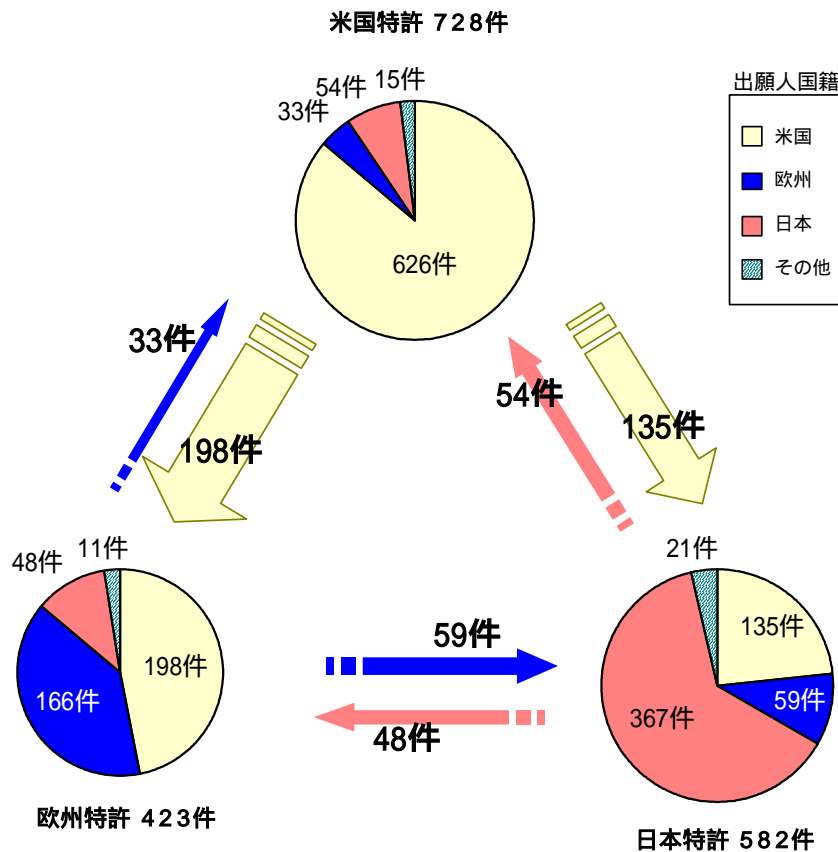 米国特許 728件
54件
15件
33件
626件
出願人国籍
米国
欧州
日本
その他
33件
198件
54件
135件
48件
11件
198件
166件
欧州特許 423件
59件
48件
21件
135件
59件
367件
日本特許 582件